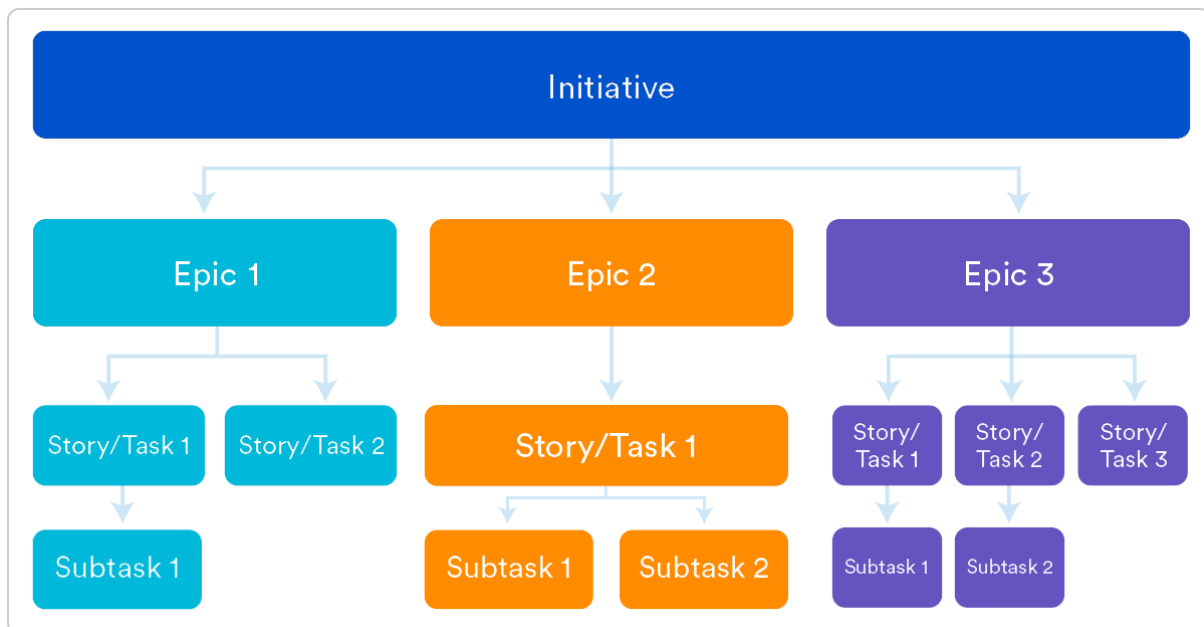 Initiative
Epic 1
Epic 2
Epic 3
Story/Task 1
Story/Task 2
Story/Task 1
Story/
Task 1
Story/
Task 2
Story/
Task 3
Subtask 1
Subtask 1
Subtask 2
Subtask 1
Subtask 2